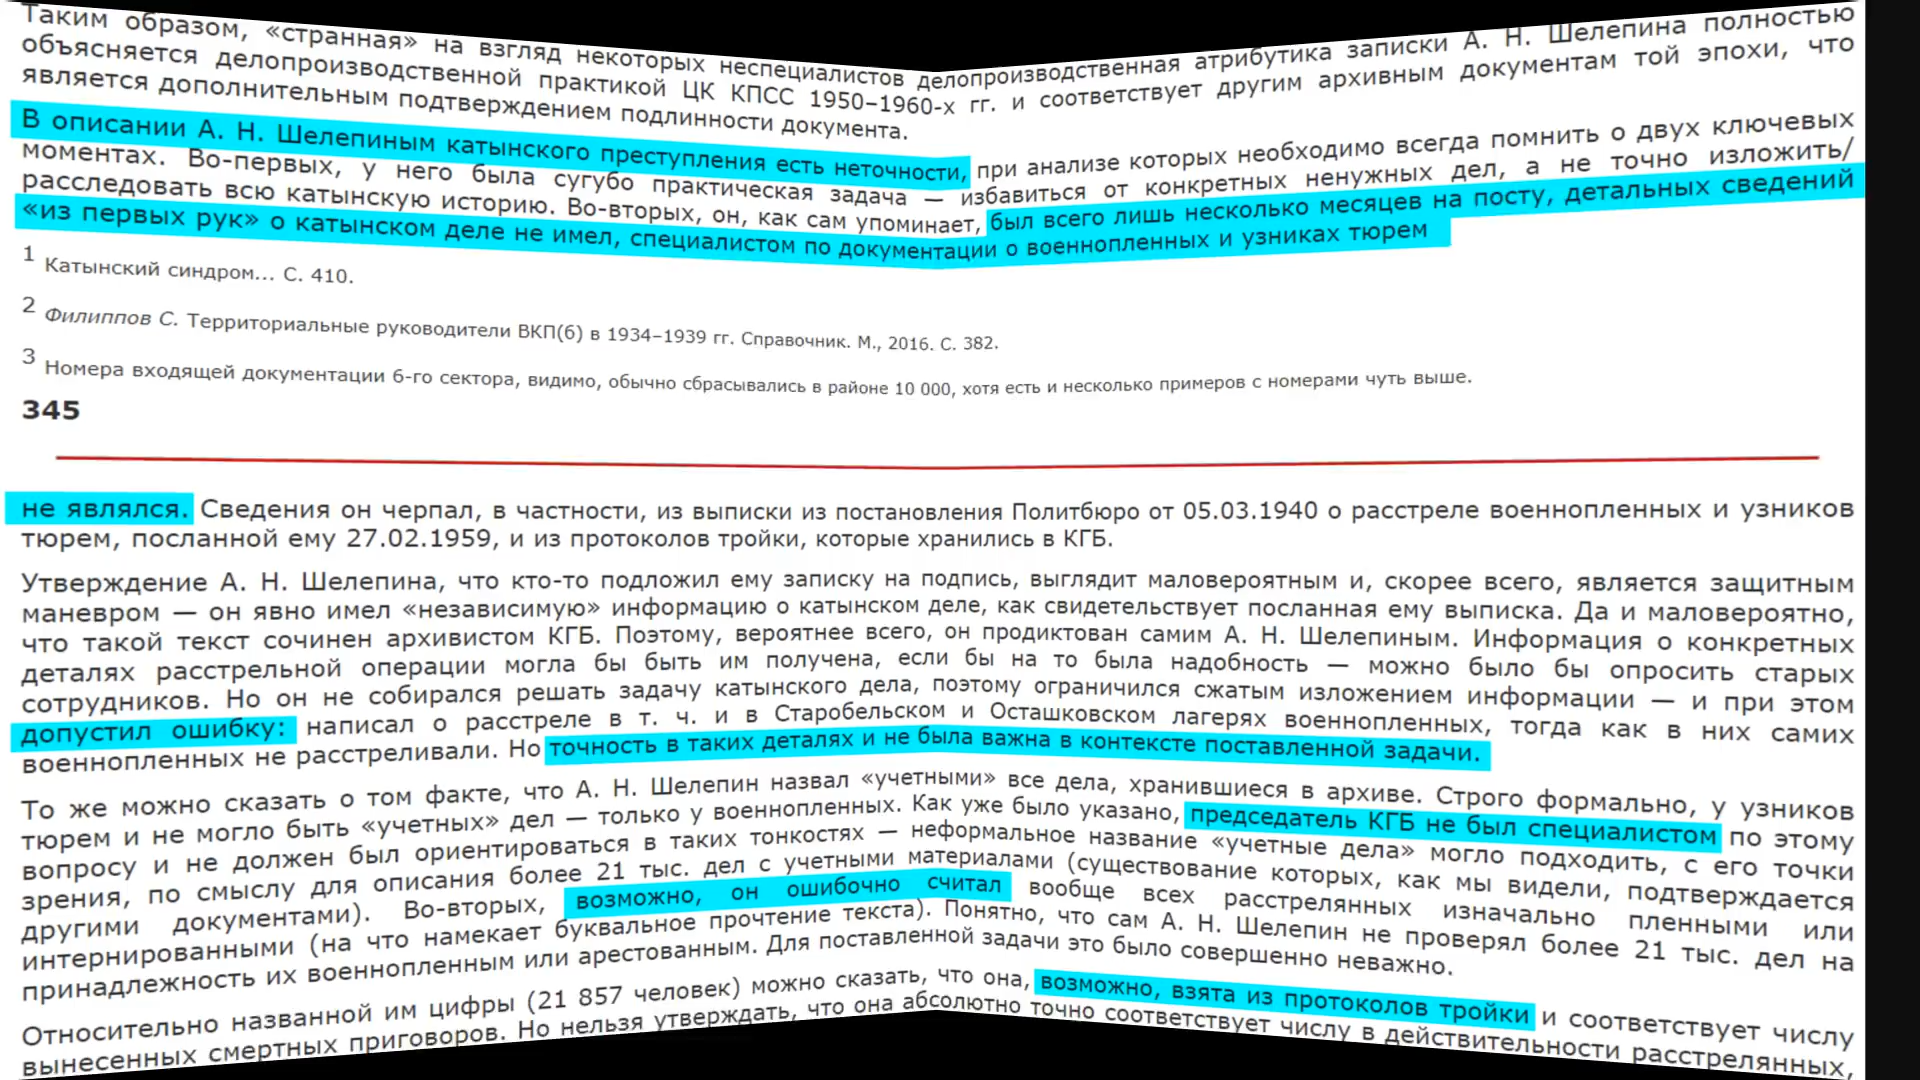 Таким образом, «странная» на взгляд некоторых неспециалистов делопроизводственная атрибутика записки А. Н. Шелепина полностью
объясняется делопроизводственной практикой ЦК КПСС 1950–1960-х гг. и соответствует другим архивным документам той эпохи, что
является дополнительным подтверждением подлинности документа.
В описании А. Н. Шелепиным катынского преступления есть неточности, при анализе которых необходимо всегда помнить о двух ключевых
моментах. Во-первых, у него была сугубо практическая задача — избавиться от конкретных ненужных дел, а не точно изложить/
расследовать всю катынскую историю. Во-вторых, он, как сам упоминает, был всего лишь несколько месяцев на посту, детальных сведений
«из первых рук» о катынском деле не имел, специалистом по документации о военнопленных и узниках тюрем
1 Катынский синдром... С. 410.
2 Филиппов С. Территориальные руководители ВКП(б) в 1934–1939 гг. Справочник. М., 2016. С. 382.
3 Номера входящей документации 6-го сектора, видимо, обычно сбрасывались в районе 10 000, хотя есть и несколько примеров с номерами чуть выше.
345
не являлся. Сведения он черпал, в частности, из выписки из постановления Политбюро от 05.03.1940 о расстреле военнопленных и узников
тюрем, посланной ему 27.02.1959, и из протоколов тройки, которые хранились в КГБ.
Утверждение А. Н. Шелепина, что кто-то подложил ему записку на подпись, выглядит маловероятным и, скорее всего, является защитным
маневром — он явно имел «независимую» информацию о катынском деле, как свидетельствует посланная ему выписка. Да и маловероятно,
что такой текст сочинен архивистом КГБ. Поэтому, вероятнее всего, он продиктован самим А. Н. Шелепиным. Информация о конкретных
деталях расстрельной операции могла бы быть им получена, если бы на то была надобность — можно было бы опросить старых
сотрудников. Но он не собирался решать задачу катынского дела, поэтому ограничился сжатым изложением информации — и при этом
допустил ошибку: написал о расстреле в т. ч. и в Старобельском и Осташковском лагерях военнопленных, тогда как в них самих
военнопленных не расстреливали. Но точность в таких деталях и не была важна в контексте поставленной задачи.
То же можно сказать о том факте, что А. Н. Шелепин назвал «учетными» все дела, хранившиеся в архиве. Строго формально, у узников
тюрем и не могло быть «учетных» дел — только у военнопленных. Как уже было указано, председатель КГБ не был специалистом по этому
вопросу и не должен был ориентироваться в таких тонкостях — неформальное название «учетные дела» могло подходить, с его точки
зрения, по смыслу для описания более 21 тыс. дел с учетными материалами (существование которых, как мы видели, подтверждается
другими документами). Во-вторых, возможно, он ошибочно считал вообще всех расстрелянных изначально пленными или
интернированными (на что намекает буквальное прочтение текста). Понятно, что сам А. Н. Шелепин не проверял более 21 тыс. дел на
принадлежность их военнопленным или арестованным. Для поставленной задачи это было совершенно неважно.
Относительно названной им цифры (21 857 человек) можно сказать, что она, возможно, взята из протоколов тройки и соответствует числу
вынесенных смертных приговоров. Но нельзя утверждать, что она абсолютно точно соответствует числу в действительности расстрелянных,